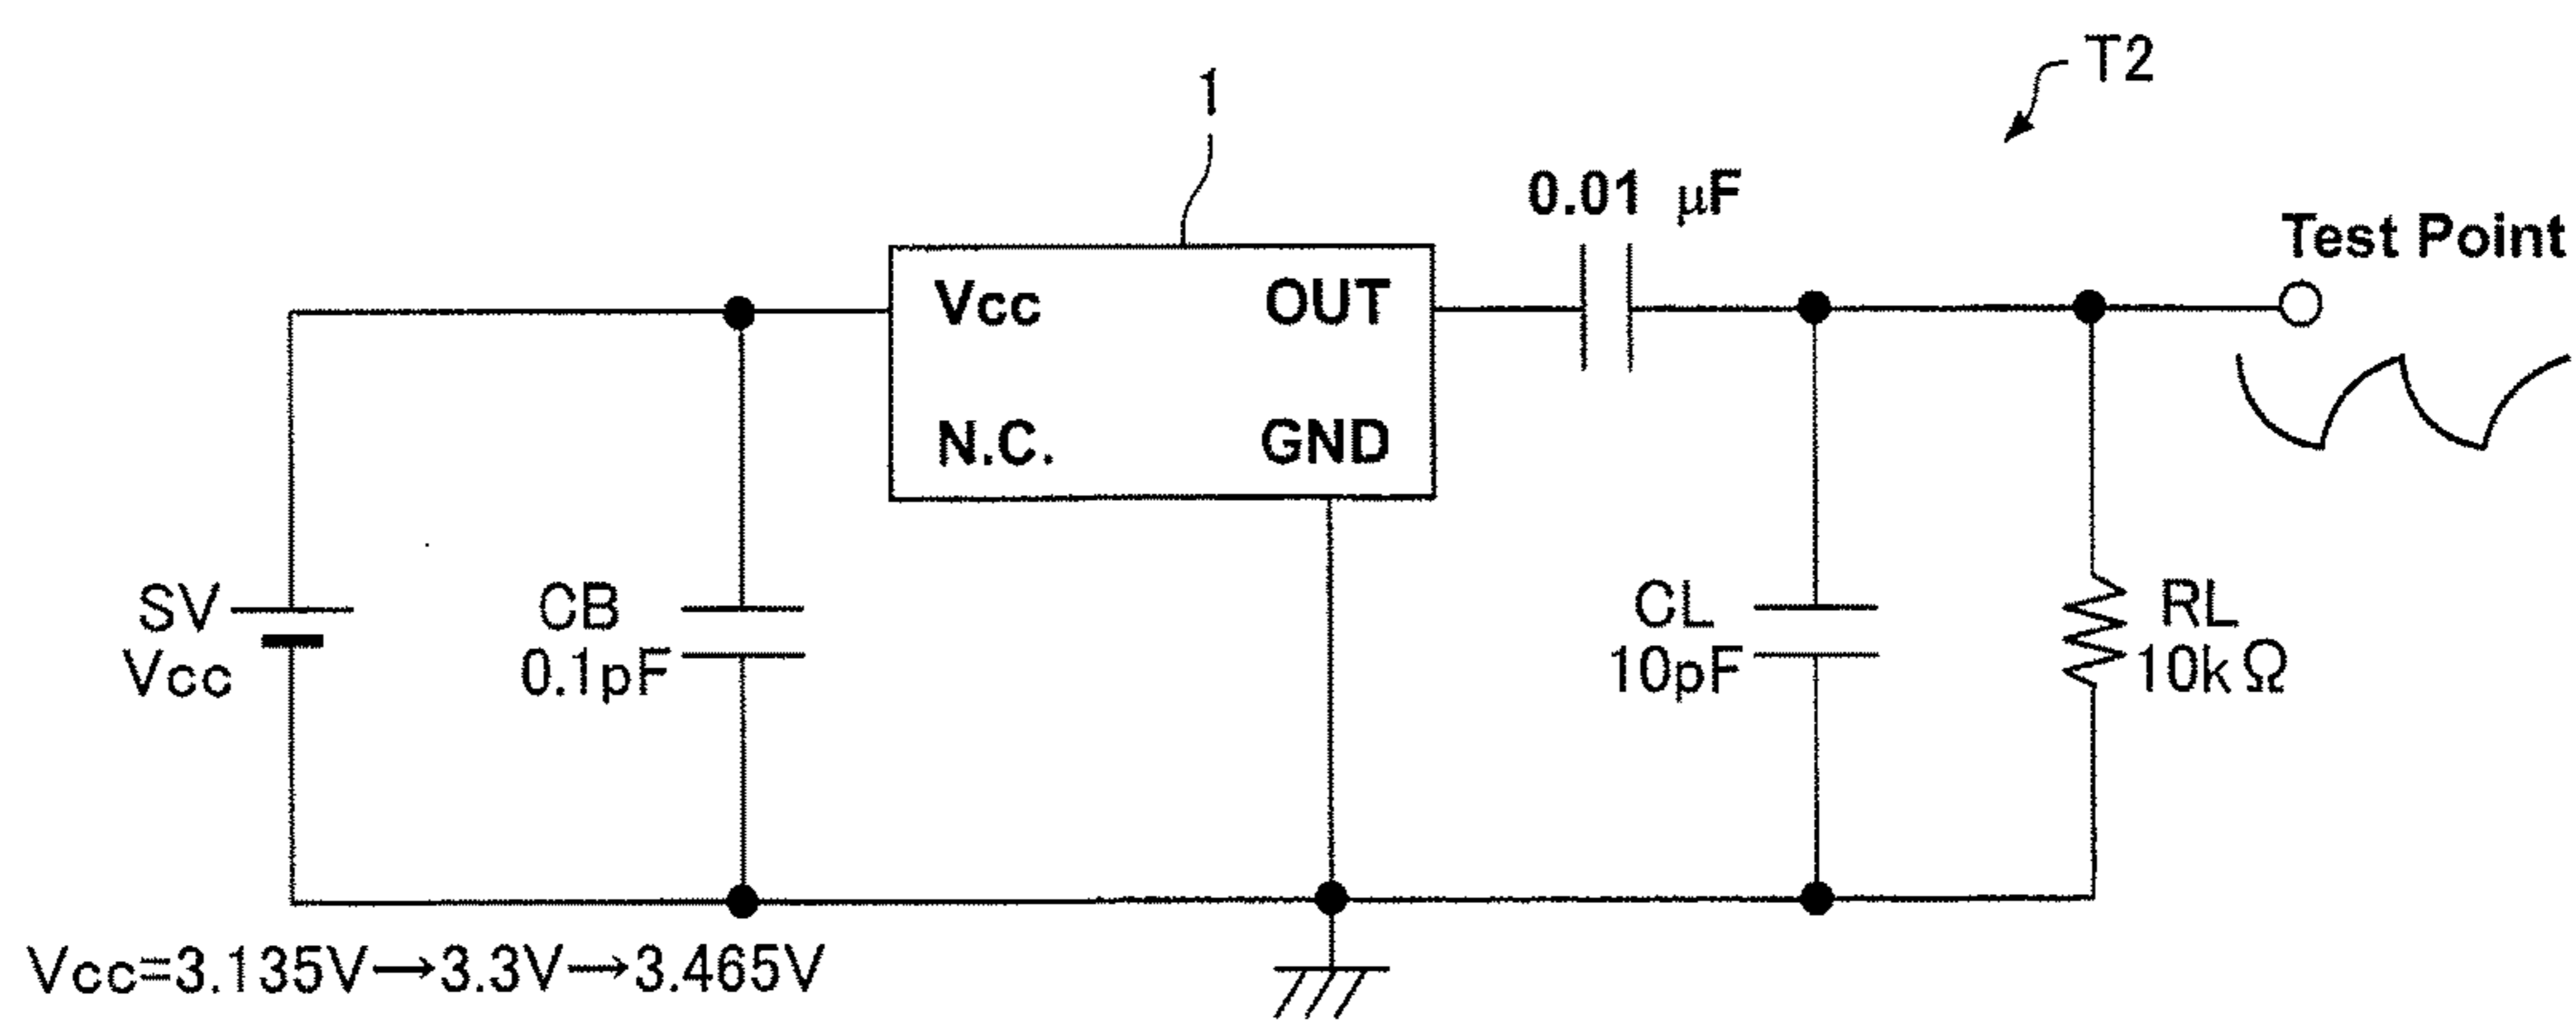 T2
1
0.01 μF
Test Point
Vcc OUT
N.C. GND
SV
Vcc
CB
0.1pF
CL
10pF
RL
10kΩ
Vcc=3.135V→3.3V→3.465V